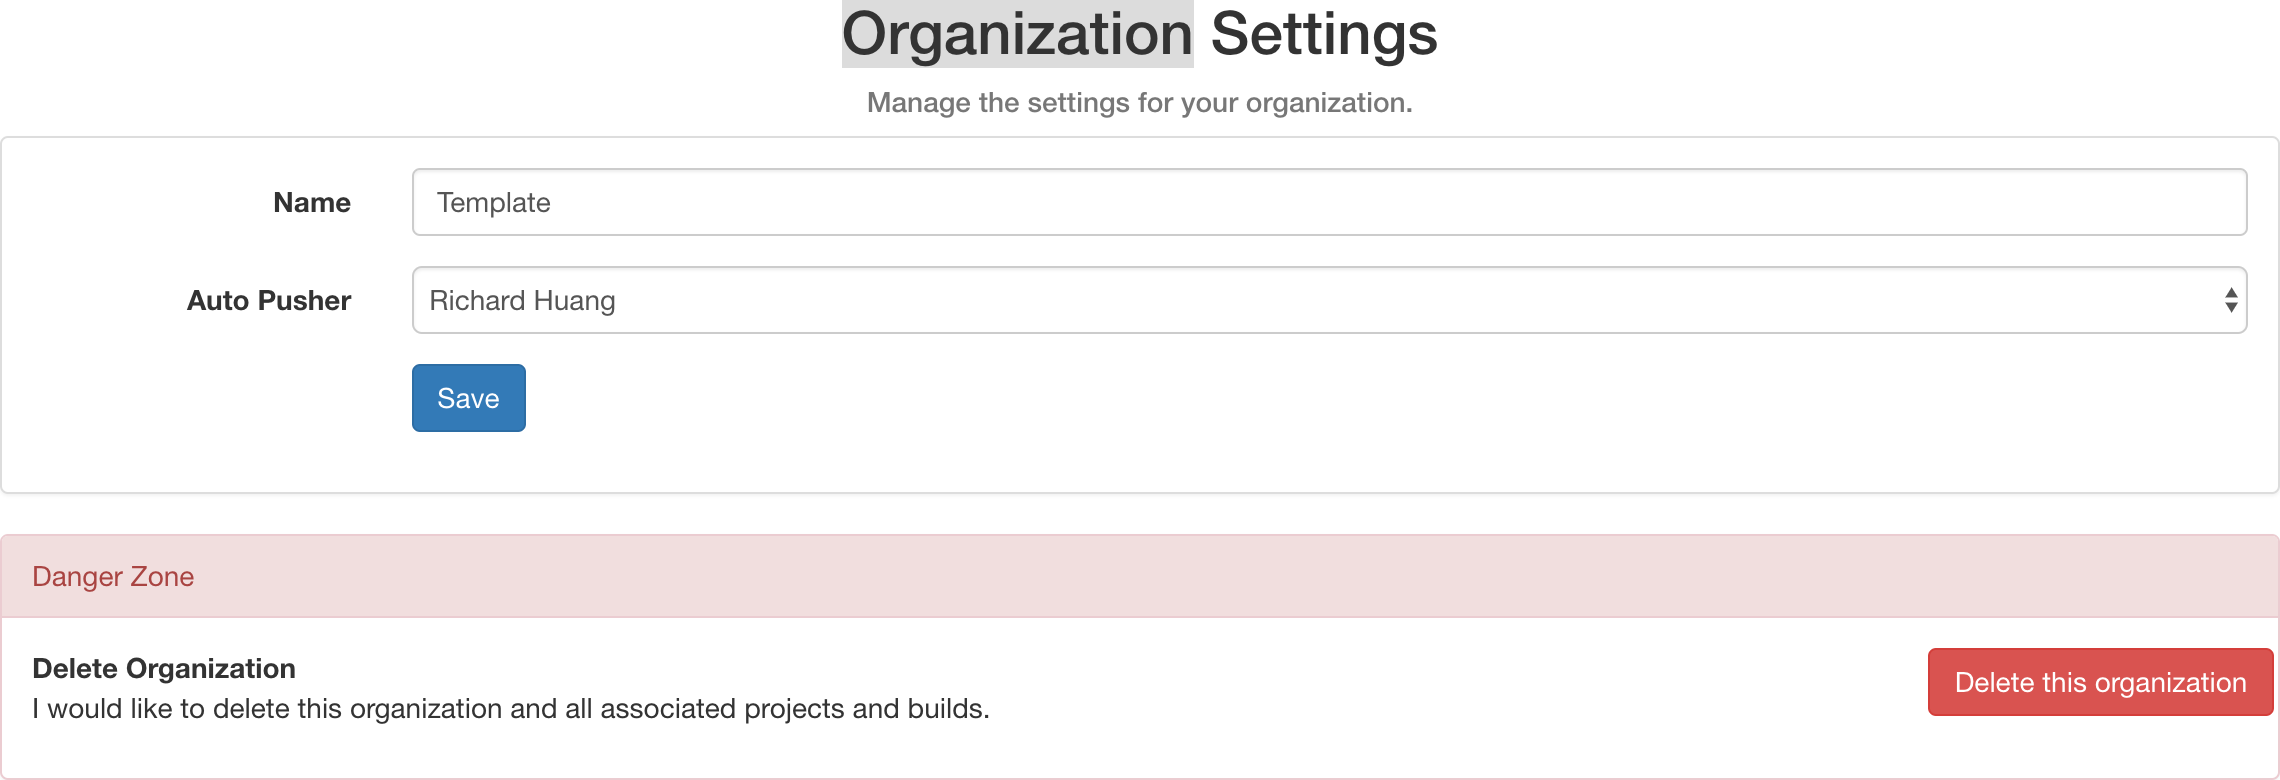 Organization Settings
Manage the settings for your organization.
Name
Template
Auto Pusher
Richard Huang
Save
Danger Zone
Delete Organization
I would like to delete this organization and all associated projects and builds.
Delete this organization